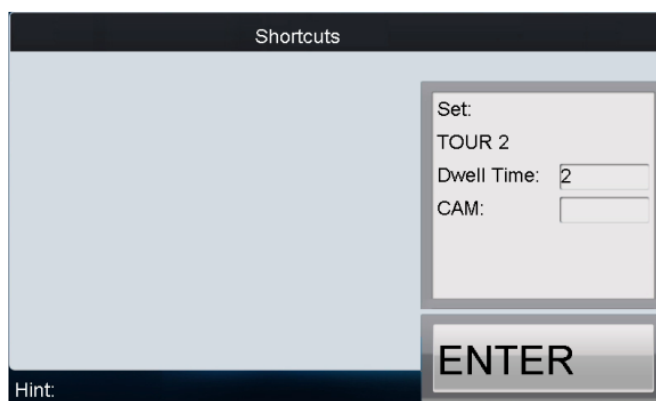 Shortcuts
Set:
TOUR 2
Dwell Time: 2
CAM:
ENTER
Hint: